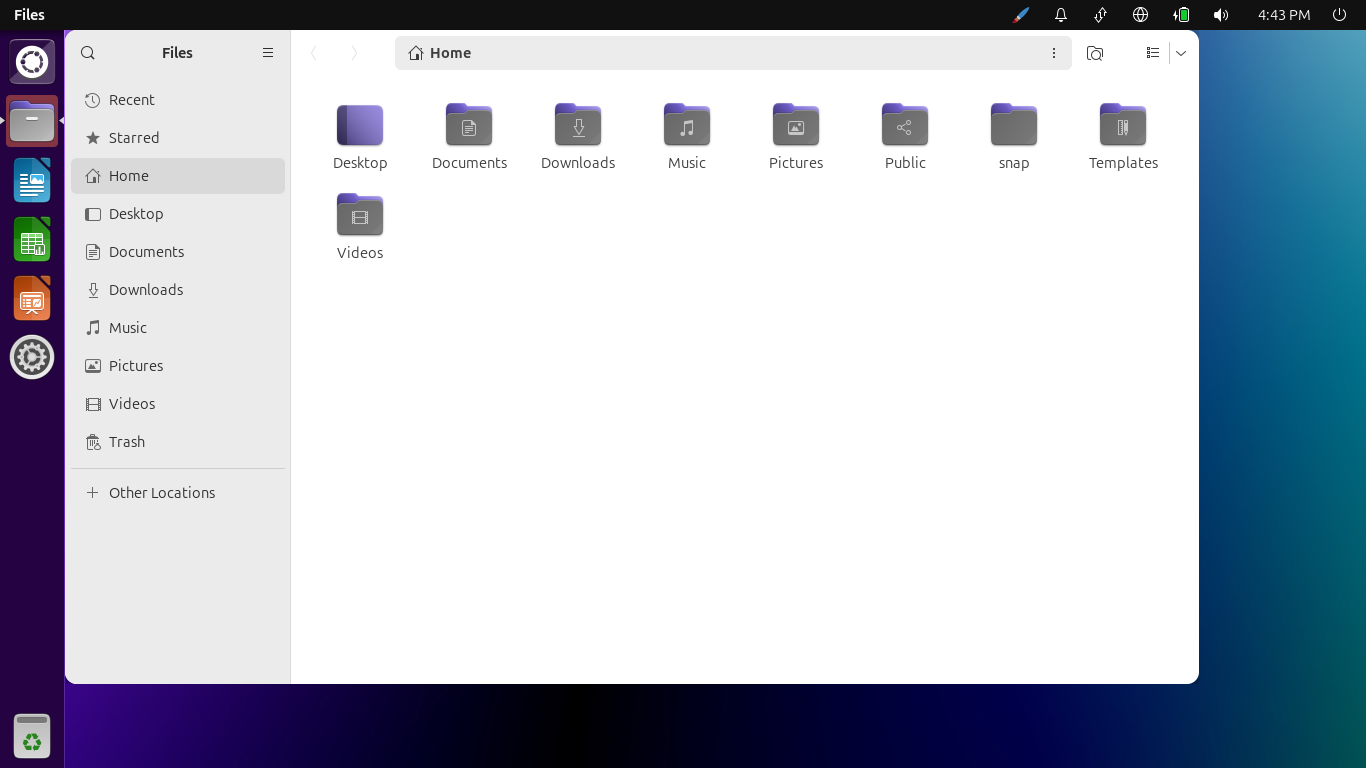 Files
4:43 PM
Files
Home
Recent
Starred
Home
Desktop
Documents
Downloads
Music
Pictures
Videos
Trash
Other Locations
Desktop
Documents
Downloads
Music
Pictures
Public
snap
Templates
Videos